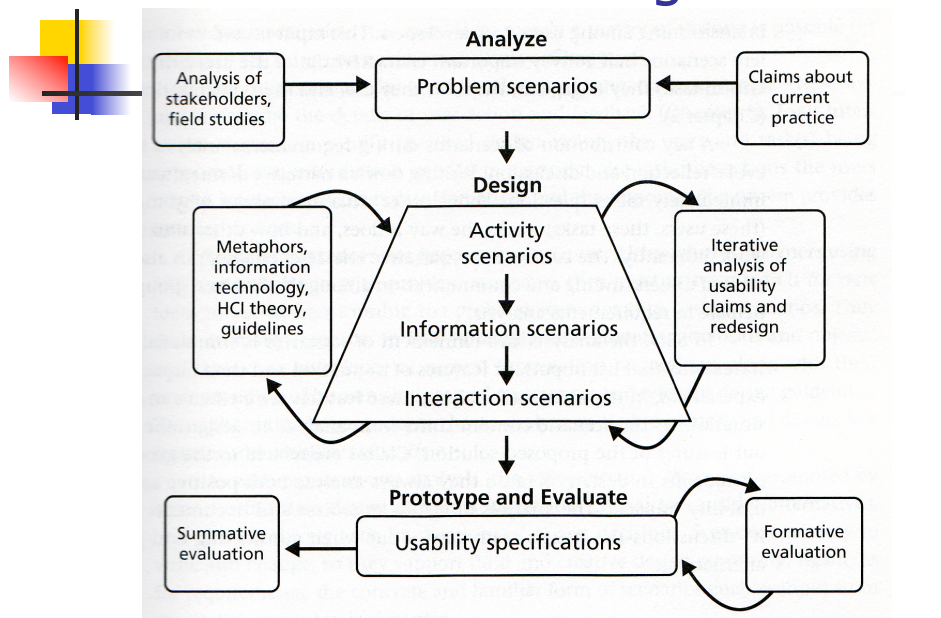 Analyze
Analysis of
stakeholders,
field studies
Problem scenarios
Claims about
current
practice
Design
Metaphors,
information
technology,
HCI theory,
guidelines
Activity
scenarios
Information scenarios
Interaction scenarios
Iterative
analysis of
usability
claims and
redesign
Prototype and Evaluate
Summative
evaluation
Usability specifications
Formative
evaluation